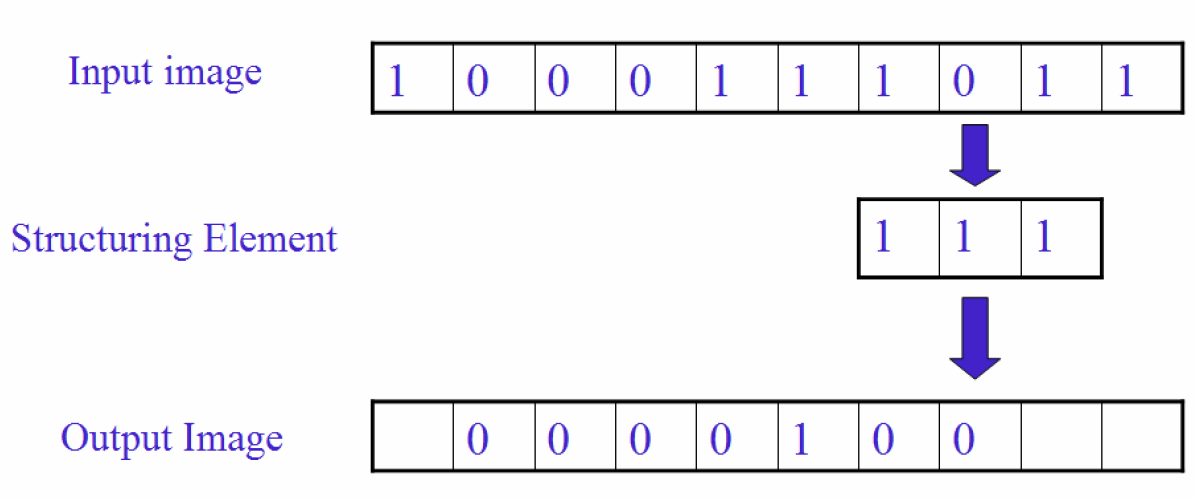 Input image 1 0 0 0 1 1 1 0 1 1
Structuring Element 1 1 1
Output Image 0 0 0 0 1 0 0